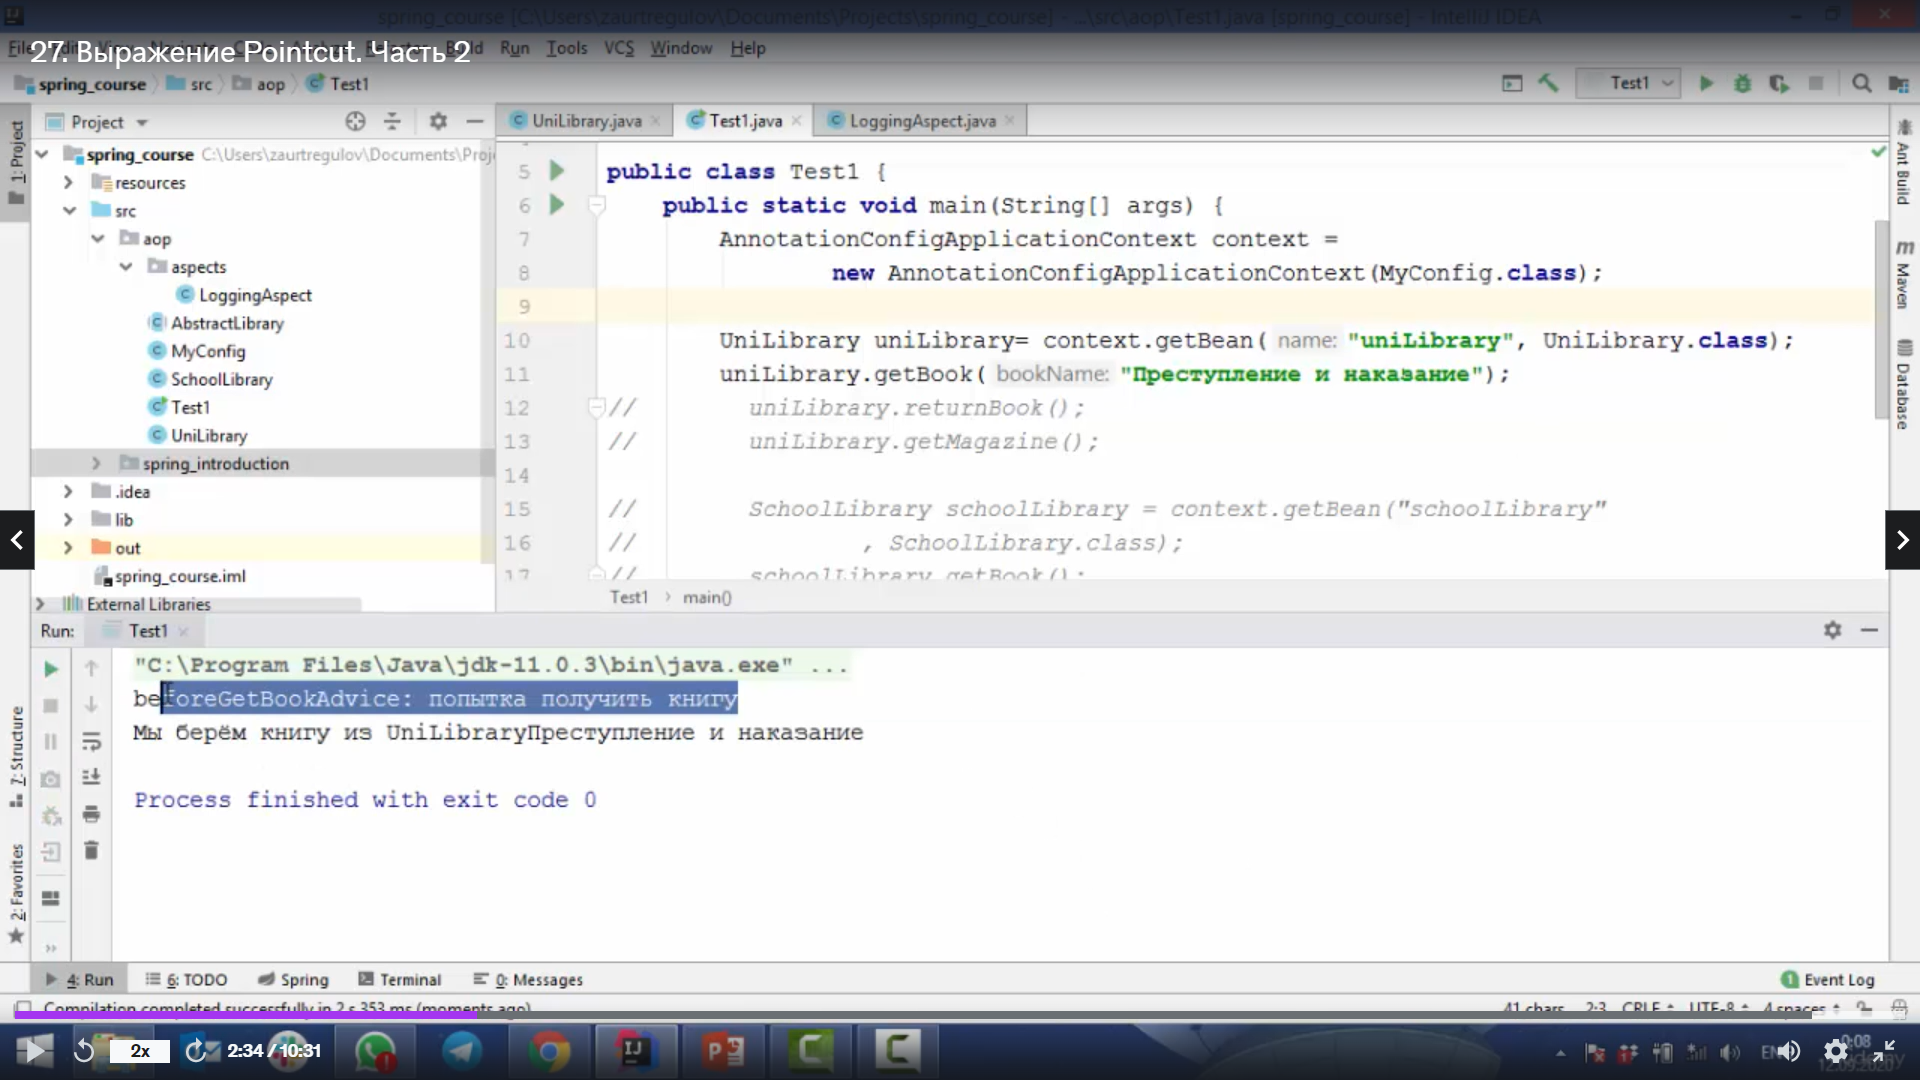 spring_course [C:\Users\zaurtregulov\Documents\Projects\spring_course] - ...\src\aop\Test1.java [spring_course] - IntelliJ IDEA
27. Выражение Pointcut. Часть 2
File Run Tools VCS Window Help
spring_course src aop Test1
Test1
1: Project
Project
UniLibrary.java Test1.java LoggingAspect.java
spring_course C:\Users\zaurtregulov\Documents\Proj
resources
src
aop
aspects
LoggingAspect
AbstractLibrary
MyConfig
SchoolLibrary
Test1
UniLibrary
spring_introduction
.idea
lib
out
spring_course.iml
External Libraries
5 public class Test1 {
6 public static void main(String[] args) {
7 AnnotationConfigApplicationContext context =
8 new AnnotationConfigApplicationContext(MyConfig.class);
9
10 UniLibrary uniLibrary= context.getBean( name: "uniLibrary", UniLibrary.class);
11 uniLibrary.getBook( bookName: "Преступление и наказание");
12 // uniLibrary.returnBook();
13 // uniLibrary.getMagazine();
14
15 // SchoolLibrary schoolLibrary = context.getBean("schoolLibrary"
16 // , SchoolLibrary.class);
17 // schoolLibrary.getBook();
Test1 main()
Ant Build
m Maven
Database
Run: Test1
"C:\Program Files\Java\jdk-11.0.3\bin\java.exe" ...
beforeGetBookAdvice: попытка получить книгу
Мы берём книгу из UniLibraryПреступление и наказание
Process finished with exit code 0
7: Structure
2: Favorites
4: Run 6: TODO Spring Terminal 0: Messages
1 Event Log
Compilation completed successfully in 2 s 353 ms (moments ago)
41 chars 2:3 CRLF UTF-8 4 spaces
2x 2:34 / 10:31
IJ
P
C
C
EN
0:08
12.09.2020